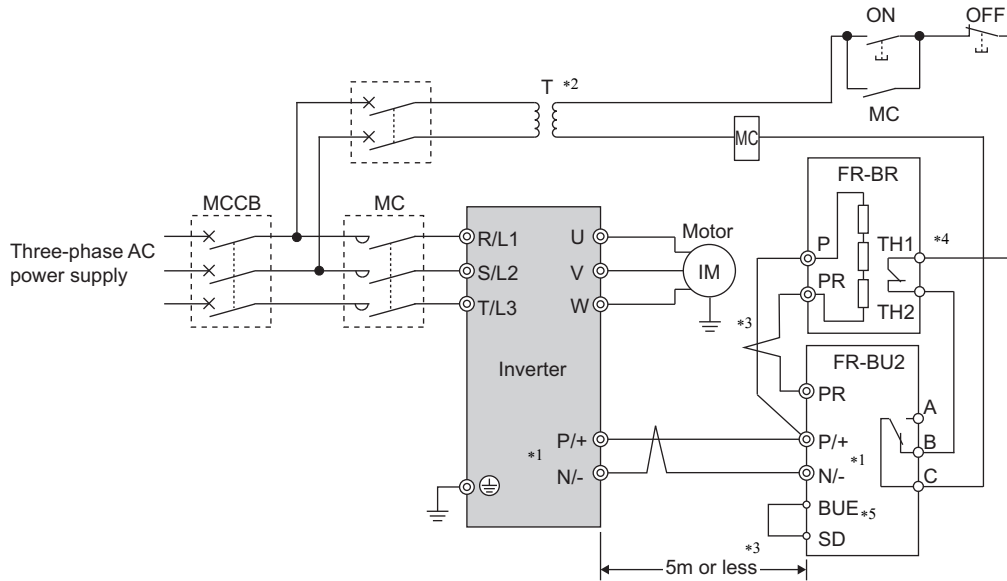 ON
OFF
T *2
MC
MC
FR-BR
MCCB
MC
Three-phase AC
power supply
R/L1
S/L2
T/L3
U
V
W
Motor
IM
P
PR
TH1
TH2
*4
*3
Inverter
FR-BU2
PR
A
B
C
P/+
N/-
*1
P/+
N/-
*1
BUE
*5
SD
*3
5m or less